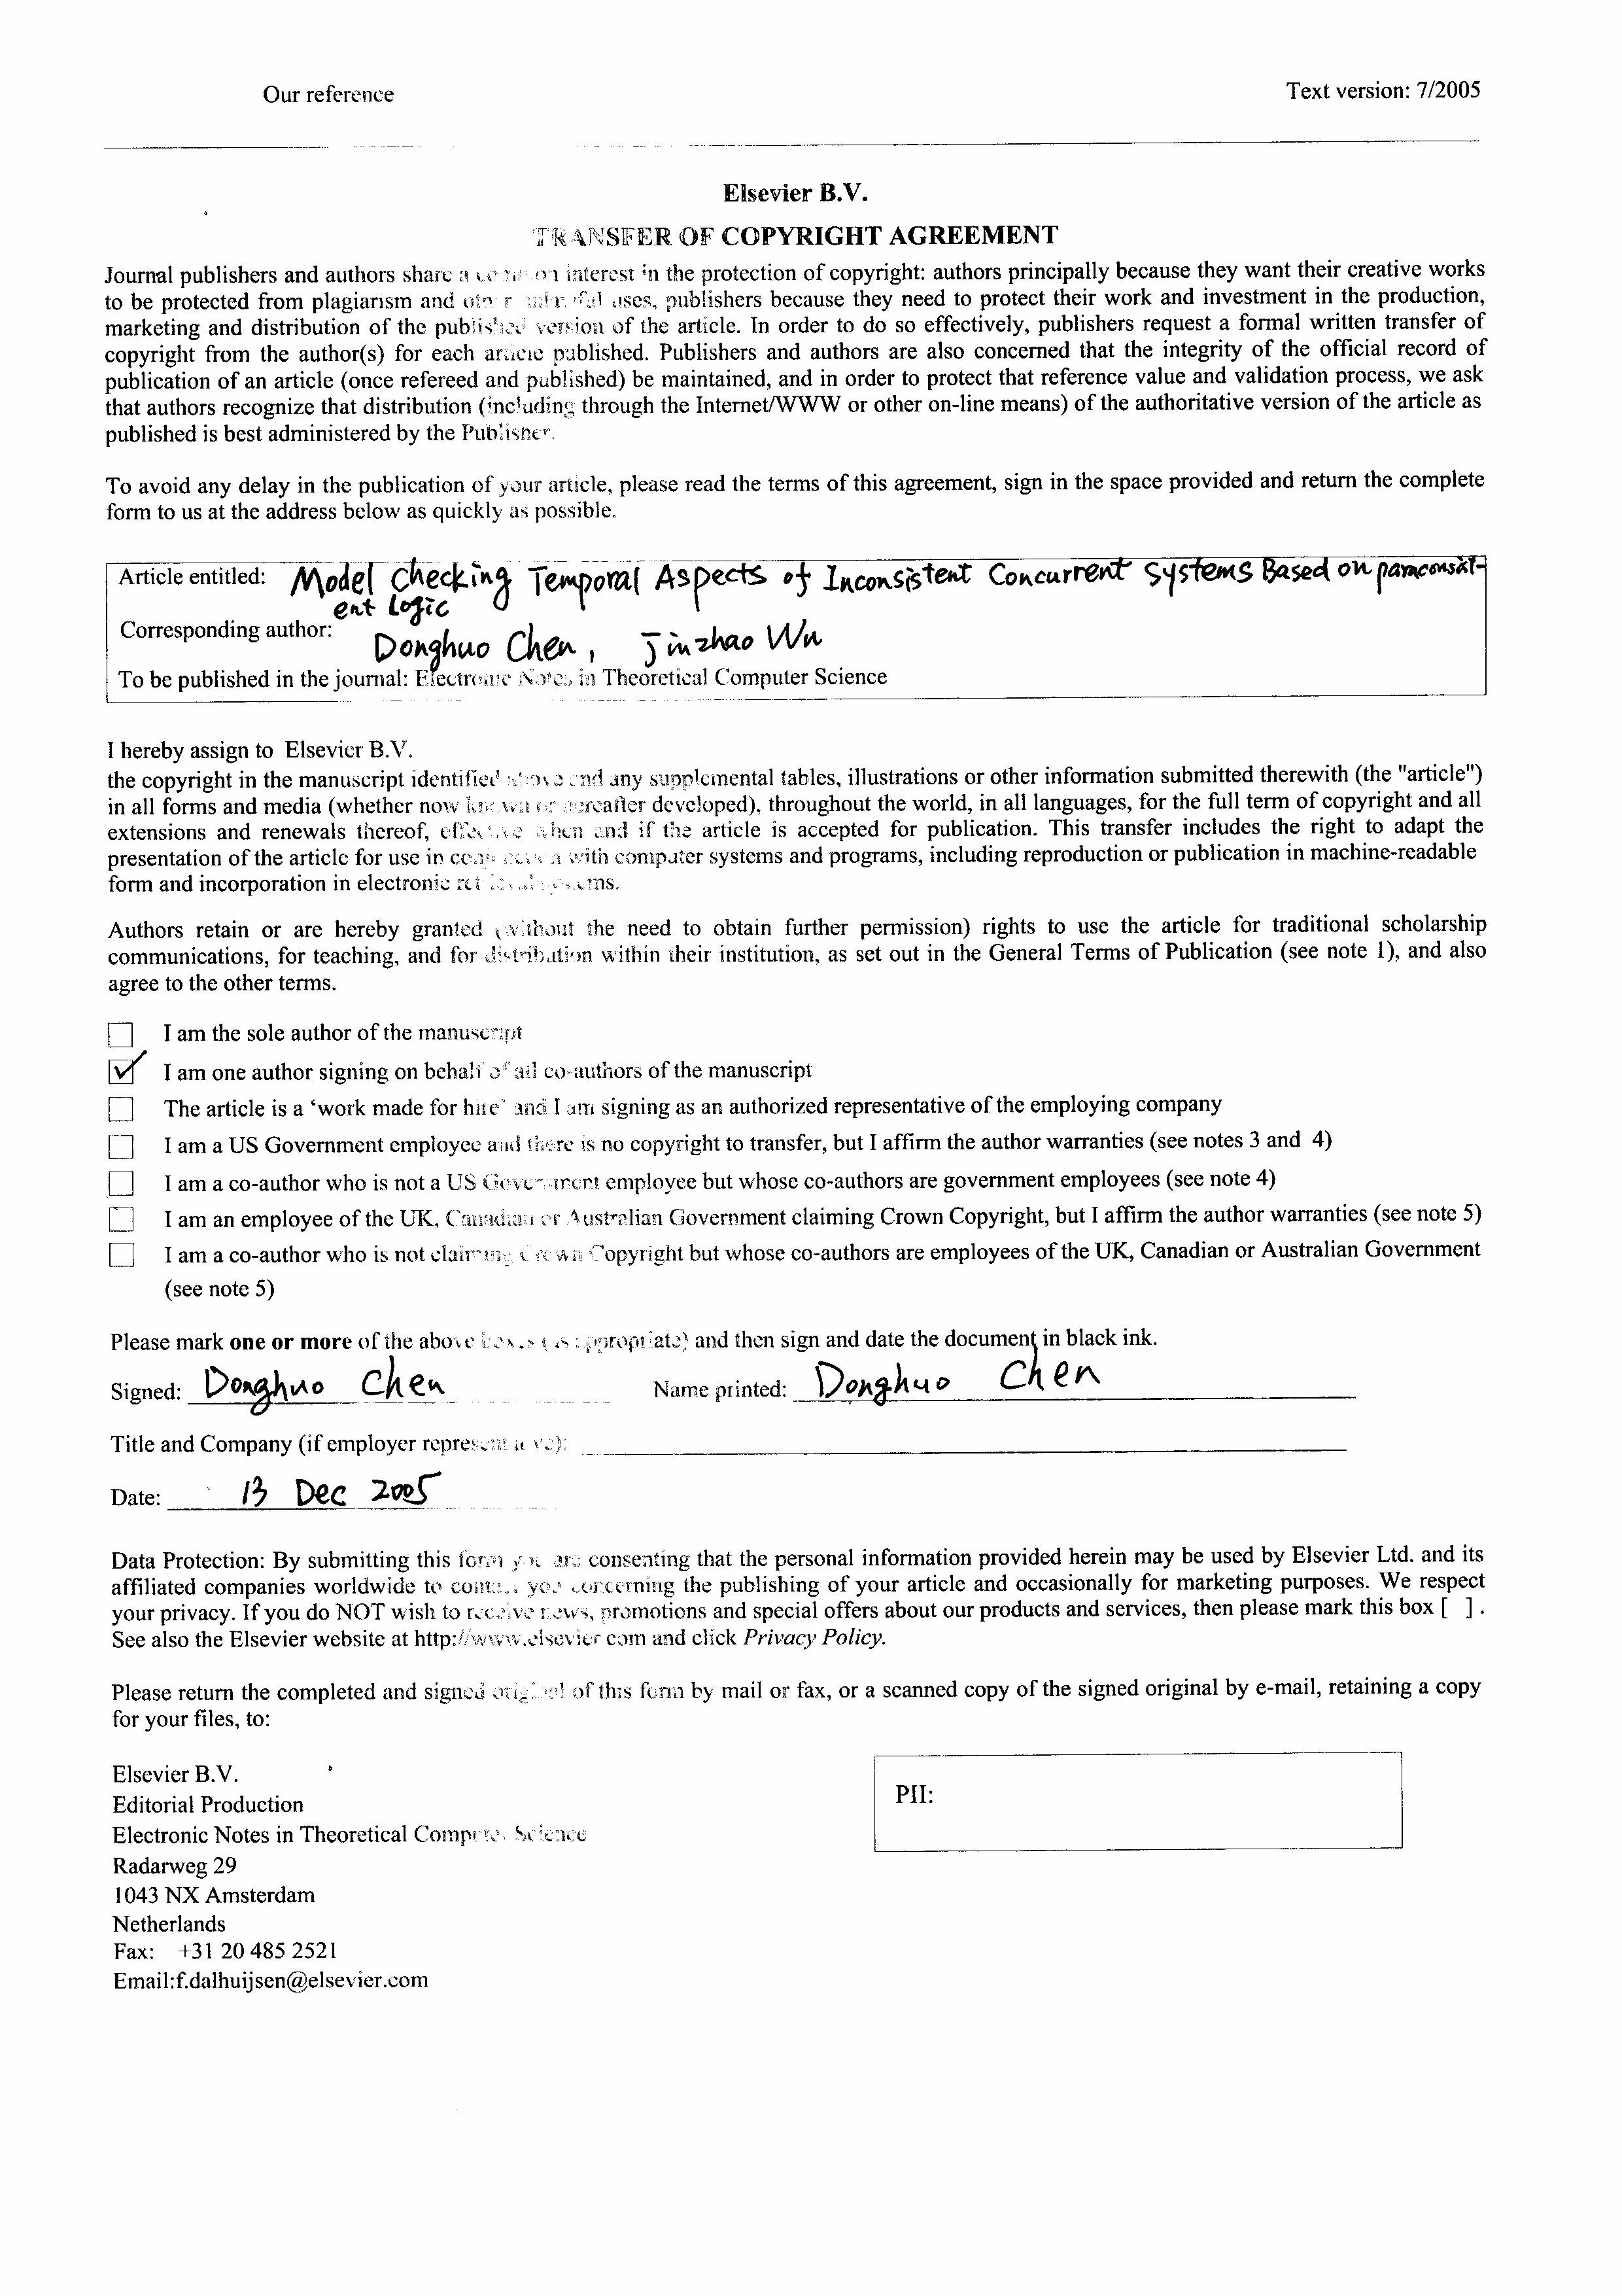 Our reference
Text version: 7/2005
Elsevier B.V.
TRANSFER OF COPYRIGHT AGREEMENT
Journal publishers and authors share a common interest in the protection of copyright: authors principally because they want their creative works
to be protected from plagiarism and other unlawful uses, publishers because they need to protect their work and investment in the production,
marketing and distribution of the published version of the article. In order to do so effectively, publishers request a formal written transfer of
copyright from the author(s) for each article published. Publishers and authors are also concerned that the integrity of the official record of
publication of an article (once refereed and published) be maintained, and in order to protect that reference value and validation process, we ask
that authors recognize that distribution (including through the Internet/WWW or other on-line means) of the authoritative version of the article as
published is best administered by the Publisher.
To avoid any delay in the publication of your article, please read the terms of this agreement, sign in the space provided and return the complete
form to us at the address below as quickly as possible.
Article entitled: Model Checking Temporal Aspects of Inconsistent Concurrent Systems Based on paraconsist-
ent Logic
Corresponding author: Donghuo Chen, Jinzhao Wu
To be published in the journal: Electronic Notes in Theoretical Computer Science
I hereby assign to Elsevier B.V.
the copyright in the manuscript identified above and any supplemental tables, illustrations or other information submitted therewith (the "article")
in all forms and media (whether now known or hereafter developed), throughout the world, in all languages, for the full term of copyright and all
extensions and renewals thereof, effective when and if the article is accepted for publication. This transfer includes the right to adapt the
presentation of the article for use in conjunction with computer systems and programs, including reproduction or publication in machine-readable
form and incorporation in electronic retrieval systems.
Authors retain or are hereby granted (without the need to obtain further permission) rights to use the article for traditional scholarship
communications, for teaching, and for distribution within their institution, as set out in the General Terms of Publication (see note 1), and also
agree to the other terms.
I am the sole author of the manuscript
I am one author signing on behalf of all co-authors of the manuscript
The article is a ‘work made for hire’ and I am signing as an authorized representative of the employing company
I am a US Government employee and there is no copyright to transfer, but I affirm the author warranties (see notes 3 and 4)
I am a co-author who is not a US Government employee but whose co-authors are government employees (see note 4)
I am an employee of the UK, Canadian or Australian Government claiming Crown Copyright, but I affirm the author warranties (see note 5)
I am a co-author who is not claiming Crown Copyright but whose co-authors are employees of the UK, Canadian or Australian Government
(see note 5)
Please mark one or more of the above boxes (as appropriate) and then sign and date the document in black ink.
Signed: Donghuo Chen Name printed: Donghuo Chen
Title and Company (if employer representative):
Date: 13 Dec 2005
Data Protection: By submitting this form you are consenting that the personal information provided herein may be used by Elsevier Ltd. and its
affiliated companies worldwide to contact you concerning the publishing of your article and occasionally for marketing purposes. We respect
your privacy. If you do NOT wish to receive news, promotions and special offers about our products and services, then please mark this box [ ] .
See also the Elsevier website at http://www.elsevier.com and click Privacy Policy.
Please return the completed and signed original of this form by mail or fax, or a scanned copy of the signed original by e-mail, retaining a copy
for your files, to:
Elsevier B.V.
Editorial Production
Electronic Notes in Theoretical Computer Science
Radarweg 29
1043 NX Amsterdam
Netherlands
Fax: +31 20 485 2521
Email:f.dalhuijsen@elsevier.com
PII: